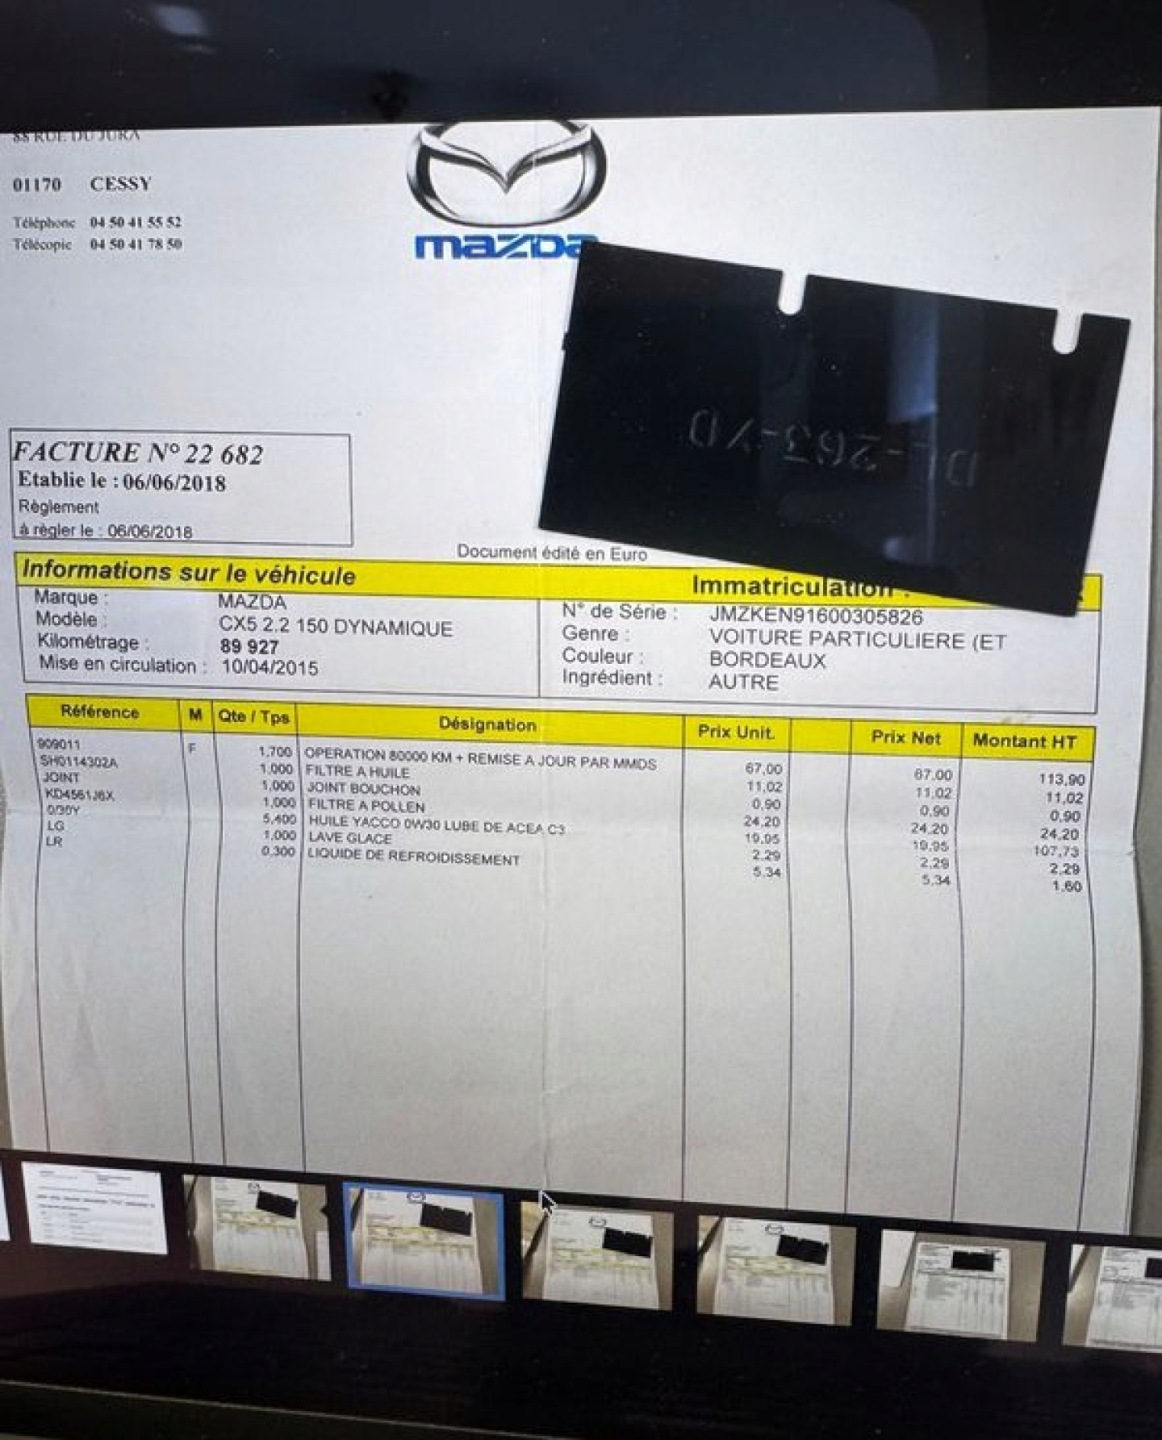 88 RUE DU JURA
01170 CESSY
Téléphone 04 50 41 55 52
Télécopie 04 50 41 78 50
mazda
FACTURE N° 22 682
Etablie le : 06/06/2018
Règlement
à règler le : 06/06/2018
Document édité en Euro
Informations sur le véhicule
Immatriculation :
Marque : MAZDA
Modèle : CX5 2.2 150 DYNAMIQUE
Kilométrage : 89 927
Mise en circulation : 10/04/2015
N° de Série : JMZKEN91600305826
Genre : VOITURE PARTICULIERE (ET
Couleur : BORDEAUX
Ingrédient : AUTRE
Référence M Qte / Tps Désignation Prix Unit. Prix Net Montant HT
909011 F 1,700 OPERATION 80000 KM + REMISE A JOUR PAR MMDS 67,00 67,00 113,90
SH0114302A 1,000 FILTRE A HUILE 11,02 11,02 11,02
JOINT 1,000 JOINT BOUCHON 0,90 0,90 0,90
KD4561J6X 1,000 FILTRE A POLLEN 24,20 24,20 24,20
0/30Y 5,400 HUILE YACCO 0W30 LUBE DE ACEA C3 19,95 19,95 107,73
LG 1,000 LAVE GLACE 2,29 2,29 2,29
LR 0,300 LIQUIDE DE REFROIDISSEMENT 5,34 5,34 1,60